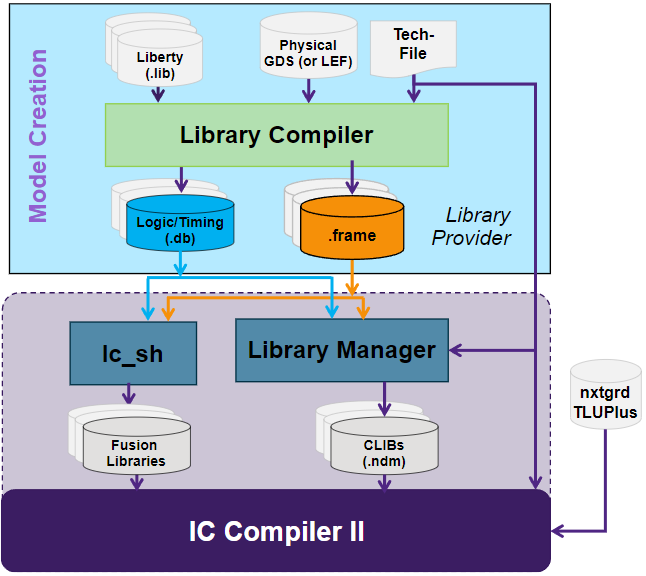 Model Creation
Liberty
(.lib)
Physical
GDS (or LEF)
Tech-
File
Library Compiler
Logic/Timing
(.db)
.frame
Library
Provider
lc_sh
Library Manager
nxtgrd
TLUPlus
Fusion
Libraries
CLIBs
(.ndm)
IC Compiler II